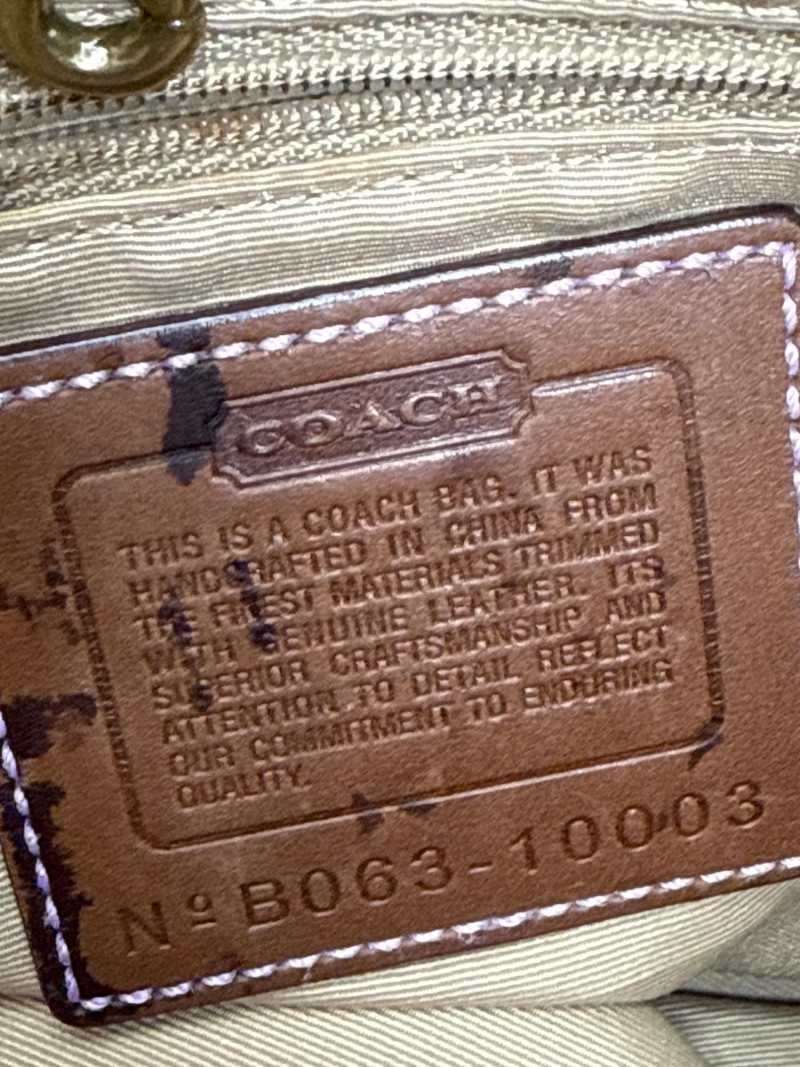 COACH
THIS IS A COACH BAG. IT WAS
HANDCRAFTED IN CHINA FROM
THE FINEST MATERIALS TRIMMED
WITH GENUINE LEATHER. ITS
SUPERIOR CRAFTSMANSHIP AND
ATTENTION TO DETAIL REFLECT
OUR COMMITMENT TO ENDURING
QUALITY.
Nº B063-10003